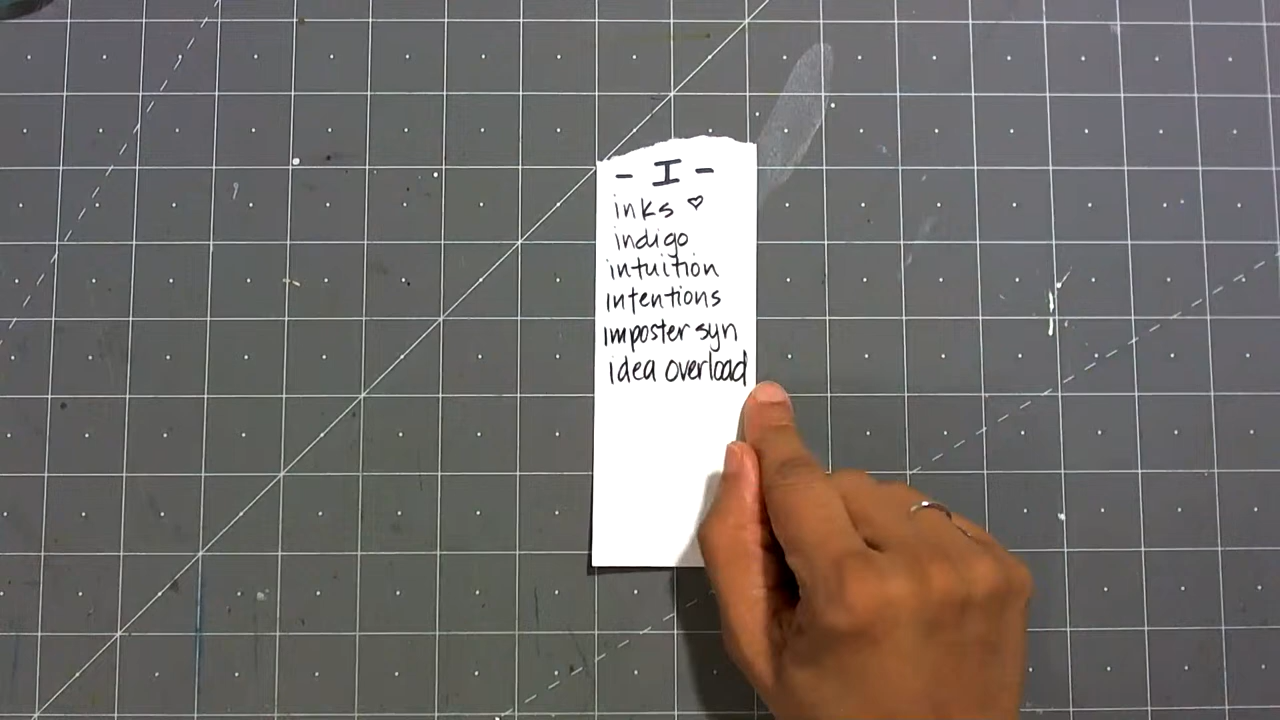 - I -
inks ♡
indigo
intuition
intentions
imposter syn
idea overload